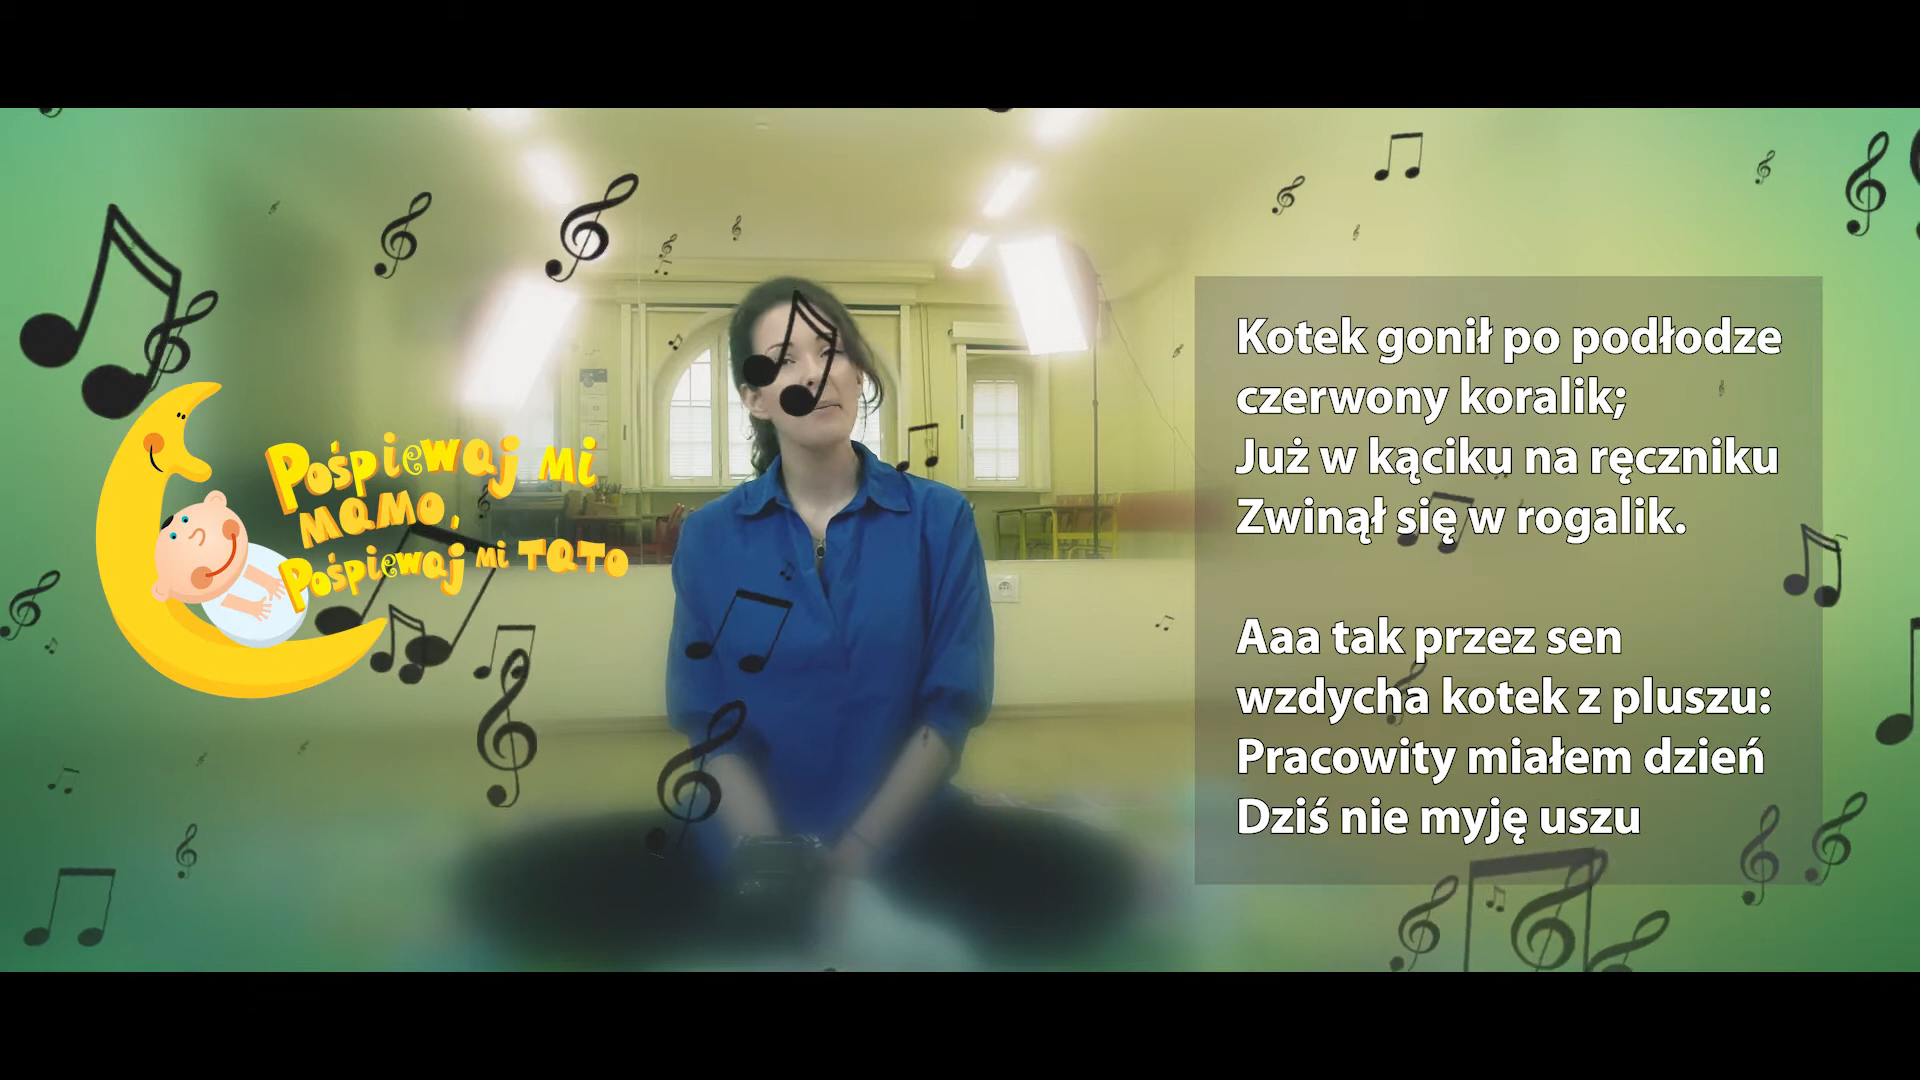 Pośpiewaj mi
mamo,
Pośpiewaj mi tato
Kotek gonił po podłodze
czerwony koralik;
Już w kąciku na ręczniku
Zwinął się w rogalik.
Aaa tak przez sen
wzdycha kotek z pluszu:
Pracowity miałem dzień
Dziś nie myję uszu